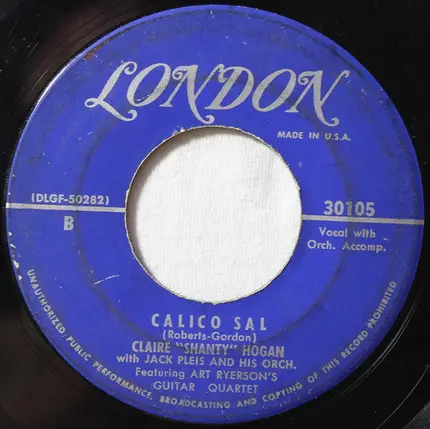 LONDON
MADE IN U.S.A.
(DLGF-50282)
B
30105
Vocal with
Orch. Accomp.
CALICO SAL
(Roberts-Gordon)
CLAIRE "SHANTY" HOGAN
with JACK PLEIS AND HIS ORCH.
Featuring ART RYERSON'S
GUITAR QUARTET
UNAUTHORIZED PUBLIC PERFORMANCE, BROADCASTING AND COPYING OF THIS RECORD PROHIBITED